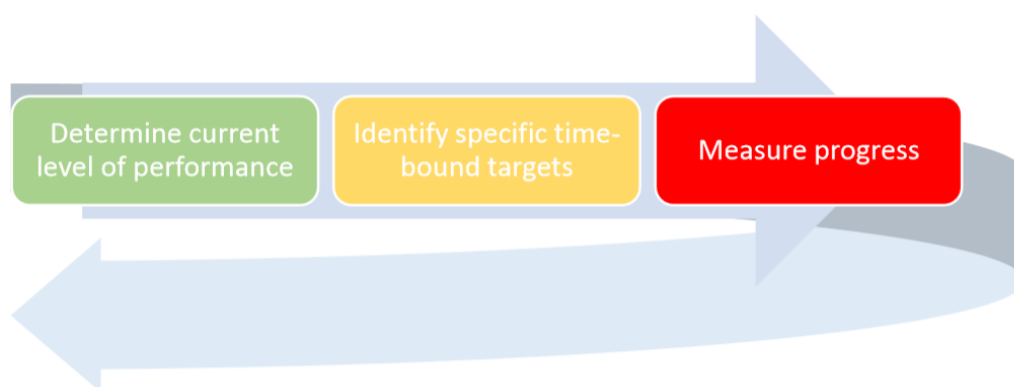 Determine current
level of performance
Identify specific time-
bound targets
Measure progress